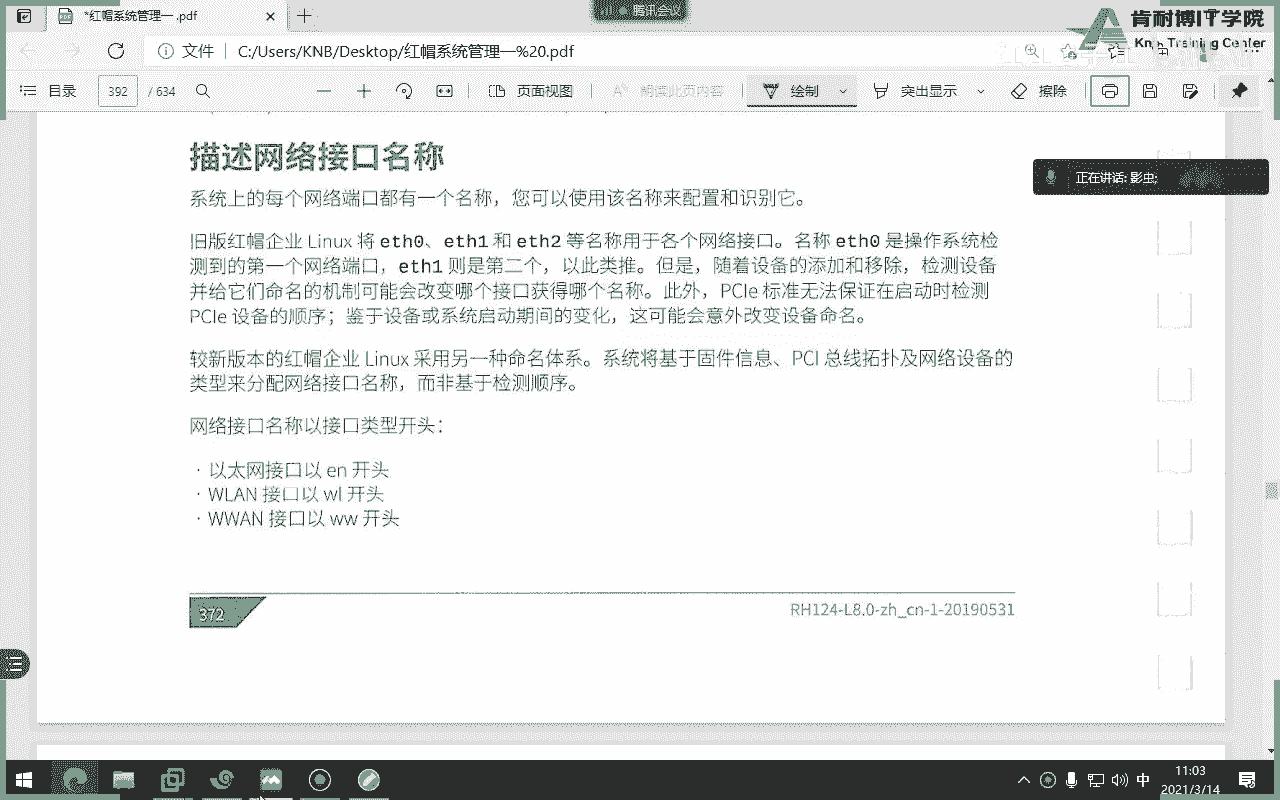 *红帽系统管理一 .pdf
腾讯会议
肯耐博IT学院
文件
C:/Users/KNB/Desktop/红帽系统管理一%20.pdf
Training Center
目录
392
/ 634
页面视图
朗读此页内容
绘制
突出显示
擦除
描述网络接口名称
正在讲话: 影虫;
系统上的每个网络端口都有一个名称，您可以使用该名称来配置和识别它。
旧版红帽企业 Linux 将 eth0、eth1 和 eth2 等名称用于各个网络接口。名称 eth0 是操作系统检
测到的第一个网络端口，eth1 则是第二个，以此类推。但是，随着设备的添加和移除，检测设备
并给它们命名的机制可能会改变哪个接口获得哪个名称。此外，PCIe 标准无法保证在启动时检测
PCIe 设备的顺序；鉴于设备或系统启动期间的变化，这可能会意外改变设备命名。
较新版本的红帽企业 Linux 采用另一种命名体系。系统将基于固件信息、PCI 总线拓扑及网络设备的
类型来分配网络接口名称，而非基于检测顺序。
网络接口名称以接口类型开头：
· 以太网接口以 en 开头
· WLAN 接口以 wl 开头
· WWAN 接口以 ww 开头
372
RH124-L8.0-zh_cn-1-20190531
中
11:03
2021/3/14